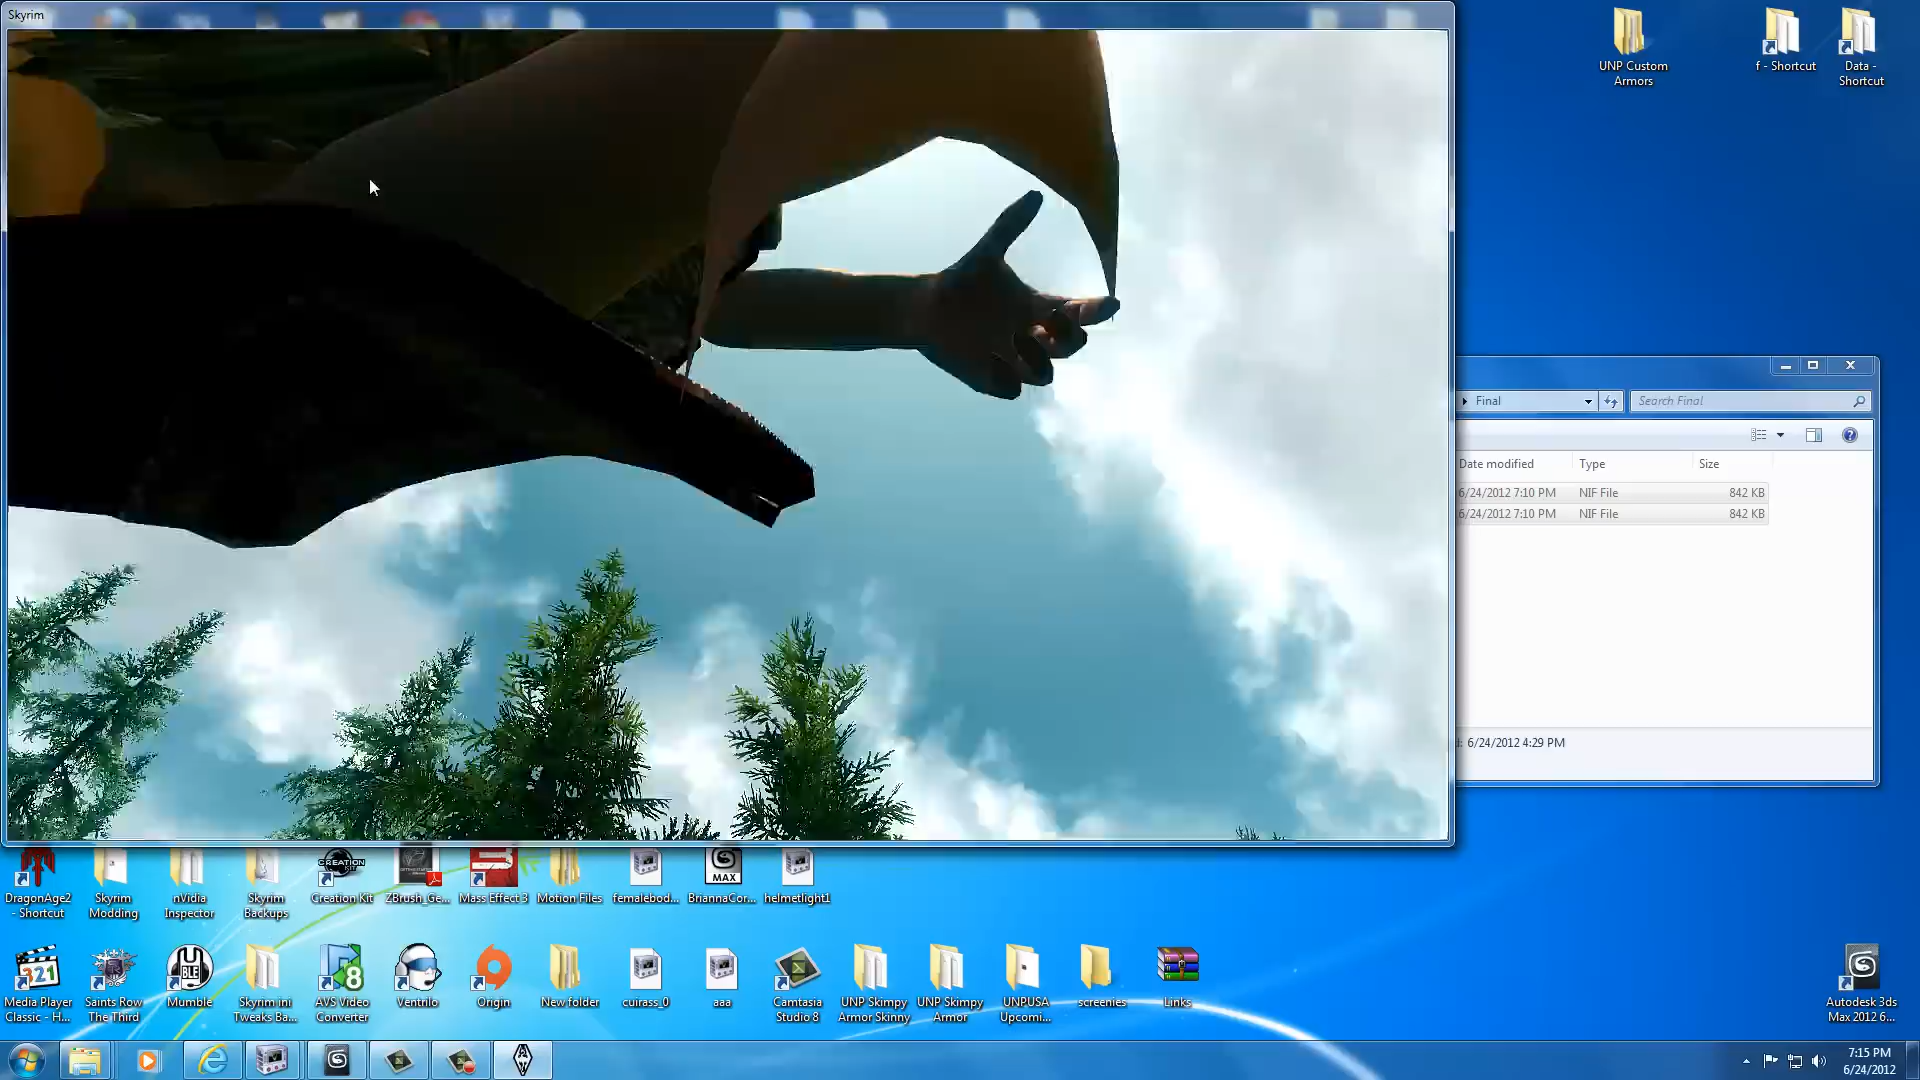 Skyrim
UNP Custom
Armors
f - Shortcut
Data -
Shortcut
Final
Search Final
Date modified
Type
Size
6/24/2012 7:10 PM
NIF File
842 KB
6/24/2012 7:10 PM
NIF File
842 KB
d: 6/24/2012 4:29 PM
DragonAge2
- Shortcut
Skyrim
Modding
nVidia
Inspector
Skyrim
Backups
CREATION
Creation Kit
ZBrush_Ge...
Mass Effect 3
Motion Files
femalebod...
MAX
BriannaCor...
helmetlight1
321
Media Player
Classic - H...
Saints Row
The Third
BLE
Mumble
Skyrim ini
Tweaks Ba...
8
AVS Video
Converter
Ventrilo
Origin
New folder
cuirass_0
aaa
Camtasia
Studio 8
UNP Skimpy
Armor Skinny
UNP Skimpy
Armor
UNPUSA
Upcomi...
screenies
Links
Autodesk 3ds
Max 2012 6...
7:15 PM
6/24/2012